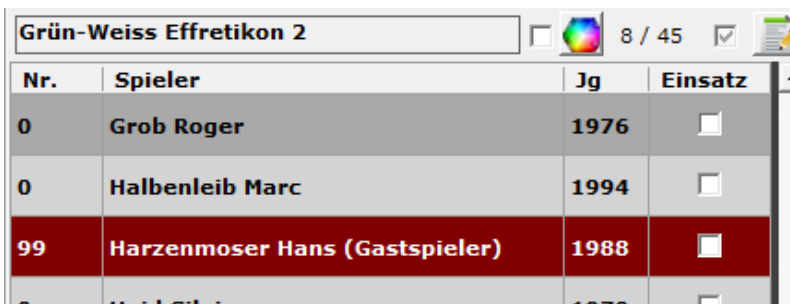 Grün-Weiss Effretikon 2 8 / 45
Nr. Spieler Jg Einsatz
0 Grob Roger 1976
0 Halbenleib Marc 1994
99 Harzenmoser Hans (Gastspieler) 1988